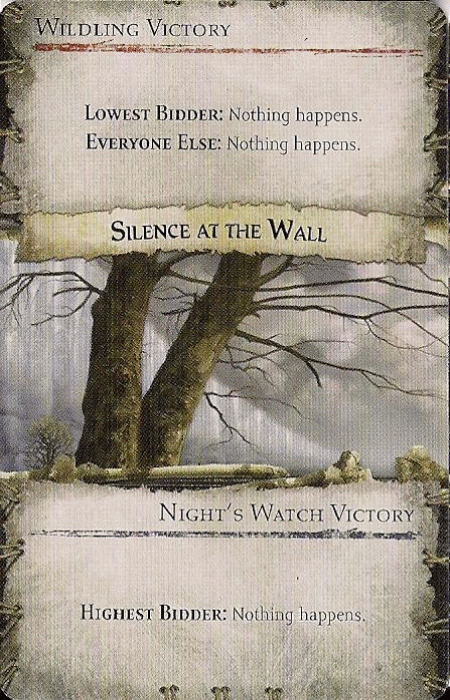 Wildling Victory
Lowest Bidder: Nothing happens.
Everyone Else: Nothing happens.
Silence at the Wall
Night's Watch Victory
Highest Bidder: Nothing happens.